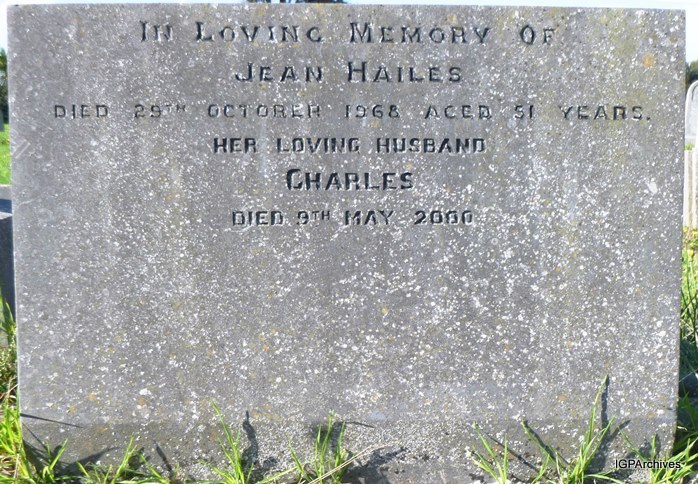 In Loving Memory Of
Jean Hailes
DIED 29TH OCTOBER 1968 AGED 51 YEARS.
HER LOVING HUSBAND
CHARLES
DIED 9TH MAY 2000
IGPArchives